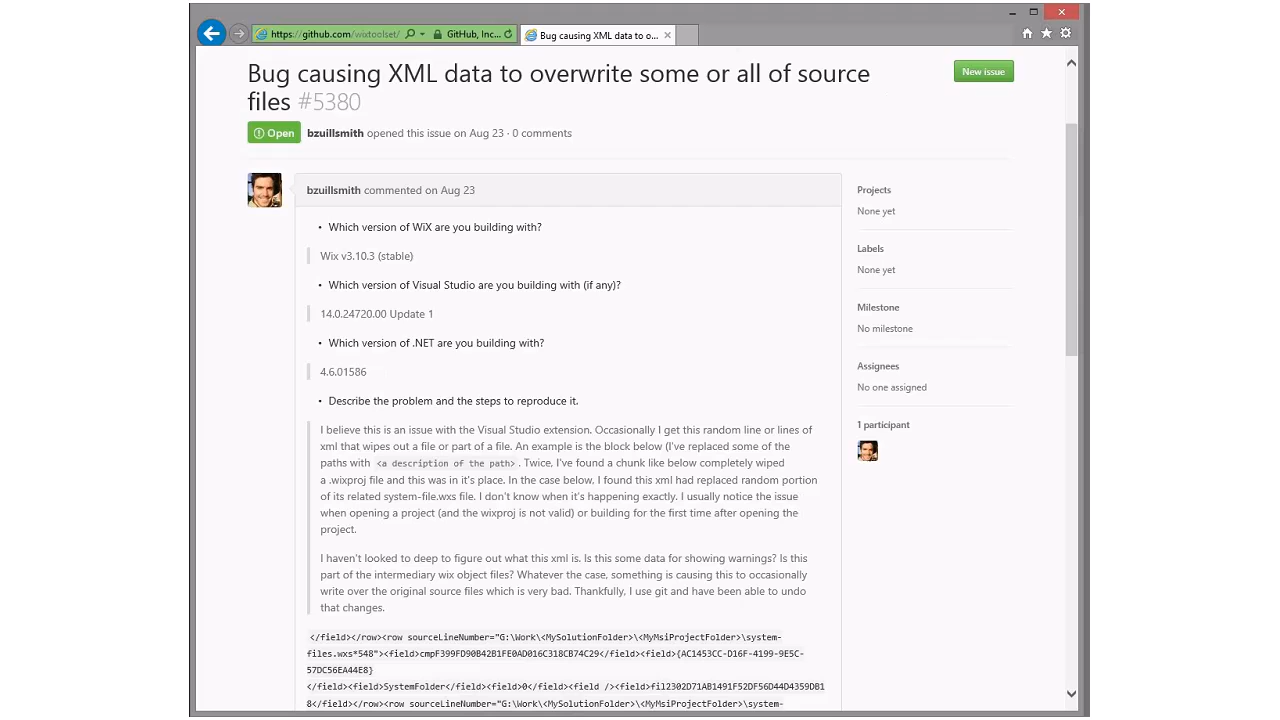 https://github.com/wixtoolset/
GitHub, Inc...
Bug causing XML data to o...
Bug causing XML data to overwrite some or all of source
files #5380
New issue
Open
bzuillsmith opened this issue on Aug 23 · 0 comments
bzuillsmith commented on Aug 23
• Which version of WiX are you building with?
Wix v3.10.3 (stable)
• Which version of Visual Studio are you building with (if any)?
14.0.24720.00 Update 1
• Which version of .NET are you building with?
4.6.01586
• Describe the problem and the steps to reproduce it.
I believe this is an issue with the Visual Studio extension. Occasionally I get this random line or lines of
xml that wipes out a file or part of a file. An example is the block below (I've replaced some of the
paths with <a description of the path> . Twice, I've found a chunk like below completely wiped
a .wixproj file and this was in it's place. In the case below, I found this xml had replaced random portion
of its related system-file.wxs file. I don't know when it's happening exactly. I usually notice the issue
when opening a project (and the wixproj is not valid) or building for the first time after opening the
project.
I haven't looked to deep to figure out what this xml is. Is this some data for showing warnings? Is this
part of the intermediary wix object files? Whatever the case, something is causing this to occasionally
write over the original source files which is very bad. Thankfully, I use git and have been able to undo
that changes.
</field></row><row sourceLineNumber="G:\Work\<MySolutionFolder>\<MyMsiProjectFolder>\system-
files.wxs*548"><field>cmpF399FD90B42B1FE0AD016C318CB74C29</field><field>{AC1453CC-D16F-4199-9E5C-
57DC56EA44E8}
</field><field>SystemFolder</field><field>0</field><field /><field>fil2302D71AB1491F52DF56D44D4359DB1
8</field></row><row sourceLineNumber="G:\Work\<MySolutionFolder>\<MyMsiProjectFolder>\system-
Projects
None yet
Labels
None yet
Milestone
No milestone
Assignees
No one assigned
1 participant